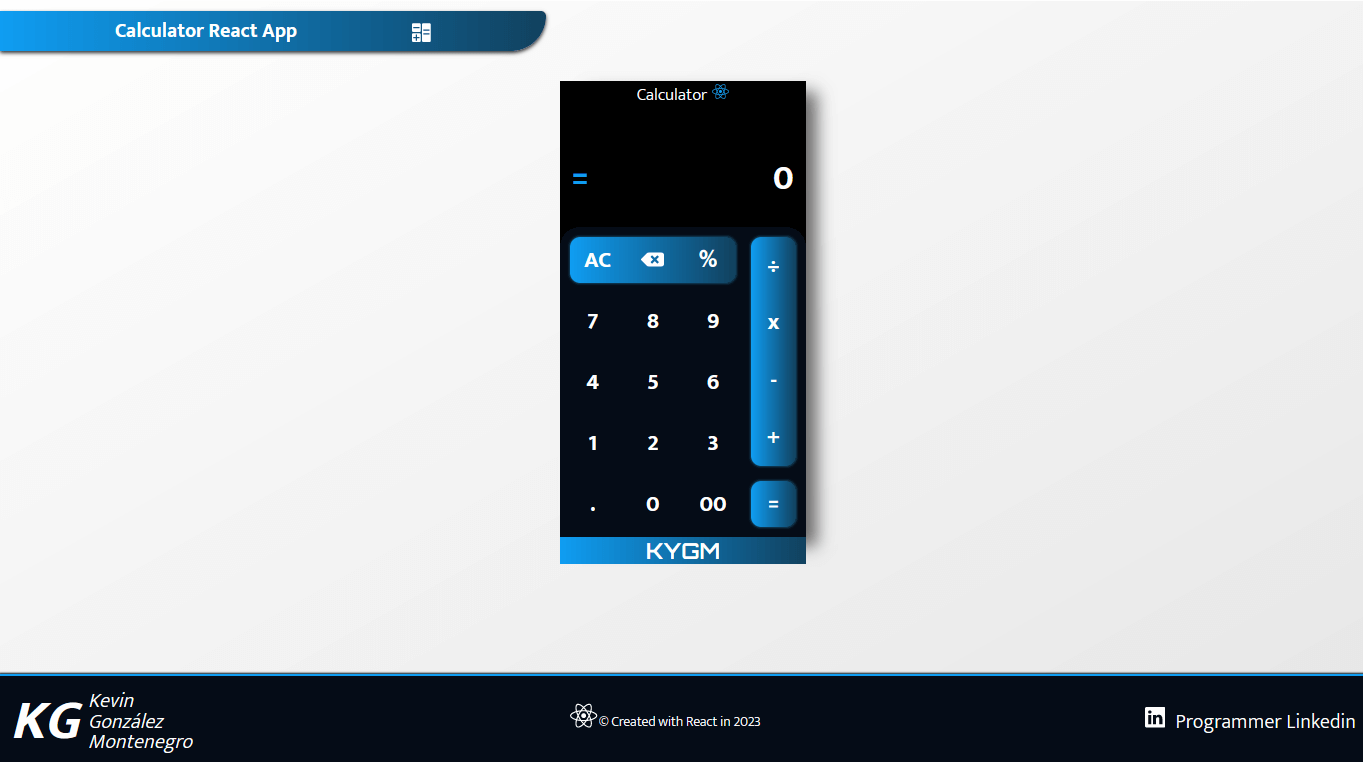 Calculator React App
Calculator
= 0
AC % ÷
7 8 9 x
4 5 6 -
1 2 3 +
. 0 00 =
KYGM
KG Kevin
González
Montenegro
© Created with React in 2023
in Programmer Linkedin